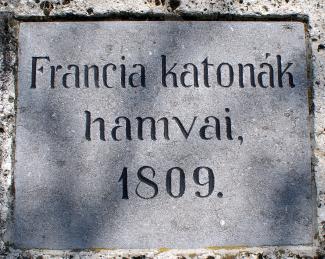 Francia katonák
hamvai,
1809.